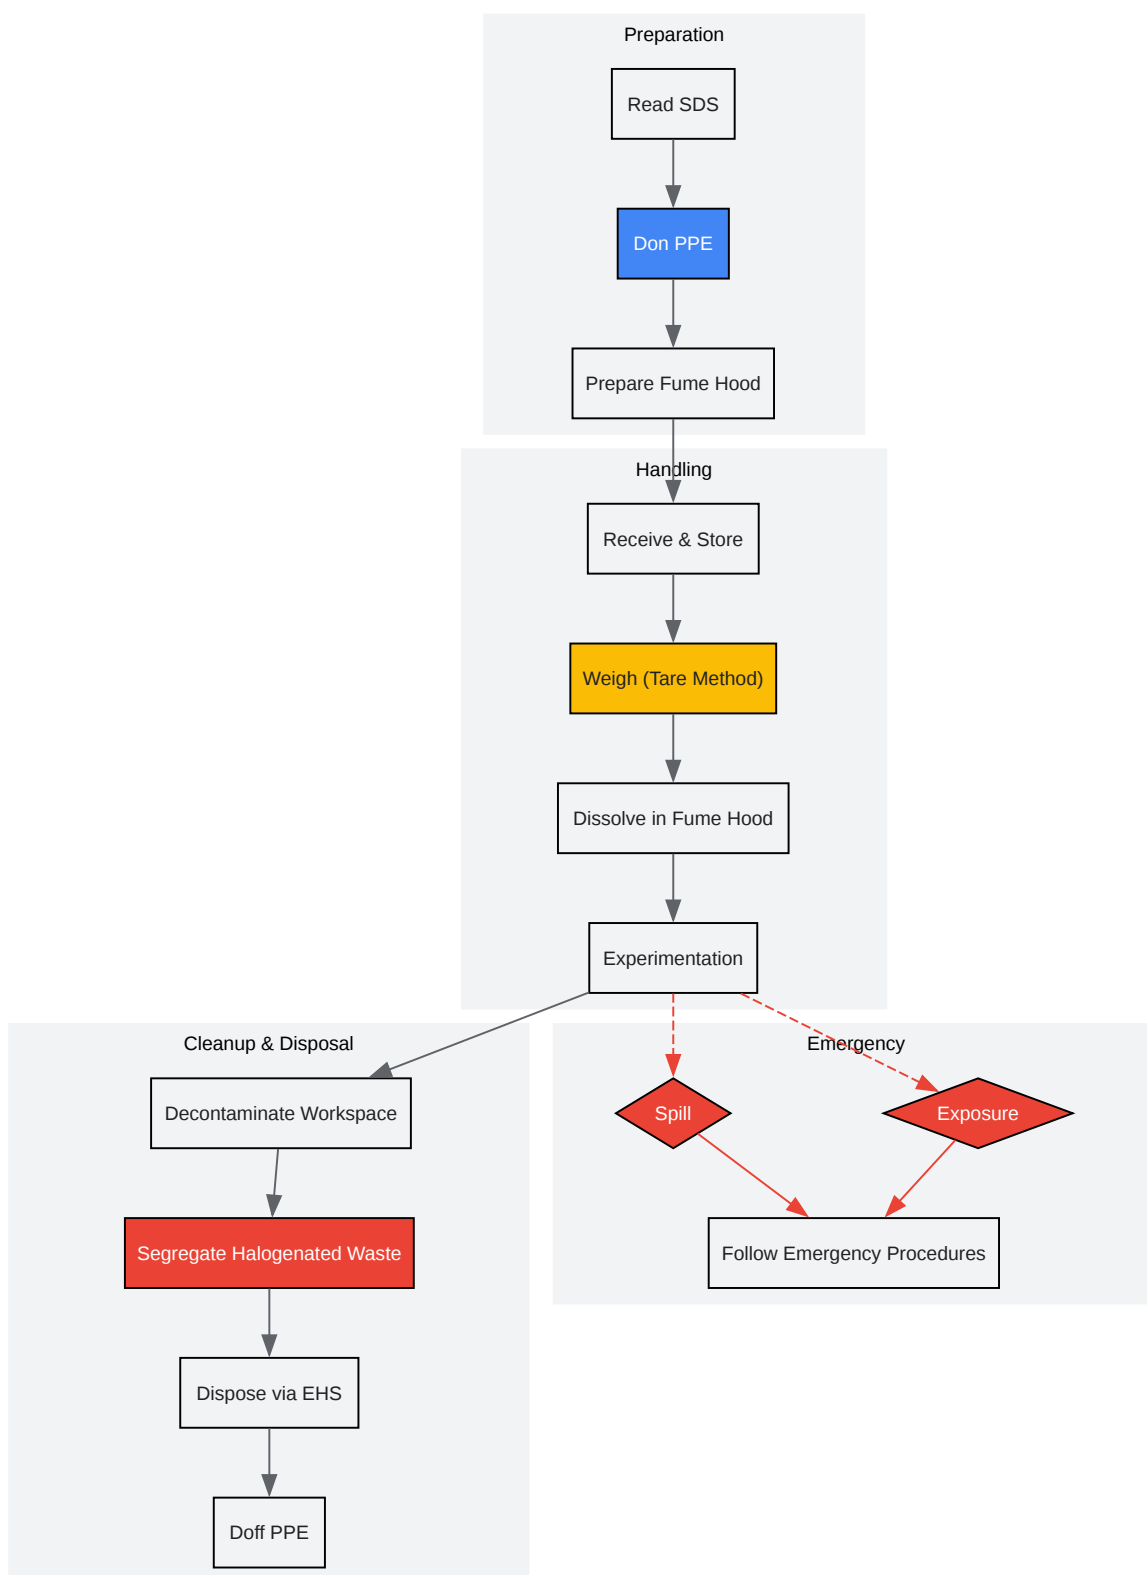 Preparation
Read SDS
Don PPE
Prepare Fume Hood
Handling
Receive & Store
Weigh (Tare Method)
Dissolve in Fume Hood
Experimentation
Cleanup & Disposal
Decontaminate Workspace
Segregate Halogenated Waste
Dispose via EHS
Doff PPE
Emergency
Spill
Exposure
Follow Emergency Procedures